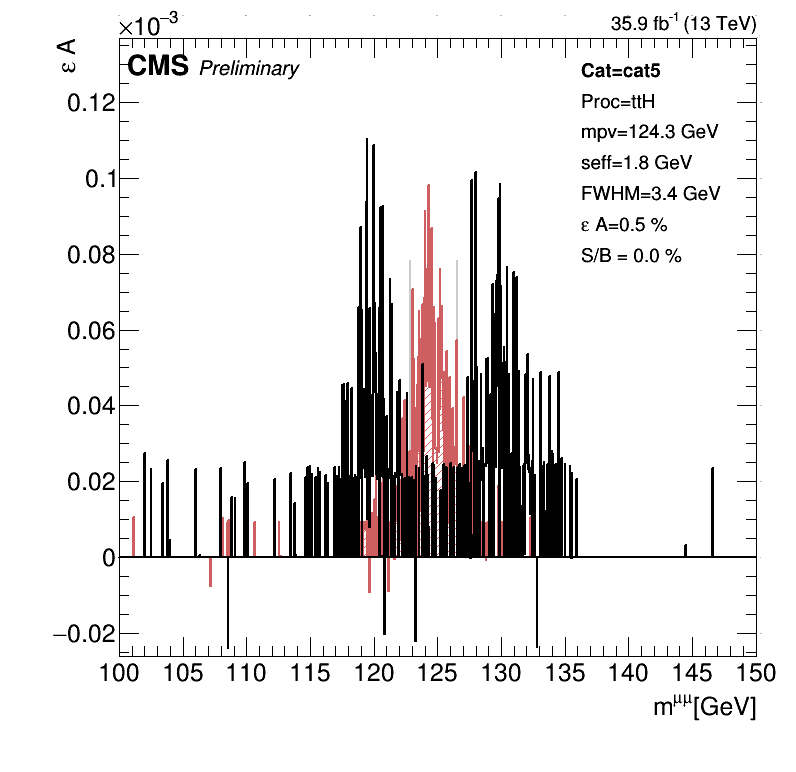 ×10⁻³
35.9 fb⁻¹ (13 TeV)
ε A
CMS Preliminary
Cat=cat5
Proc=ttH
mpv=124.3 GeV
seff=1.8 GeV
FWHM=3.4 GeV
ε A=0.5 %
S/B = 0.0 %
0.12
0.1
0.08
0.06
0.04
0.02
0
−0.02
100 105 110 115 120 125 130 135 140 145 150
m^μμ[GeV]